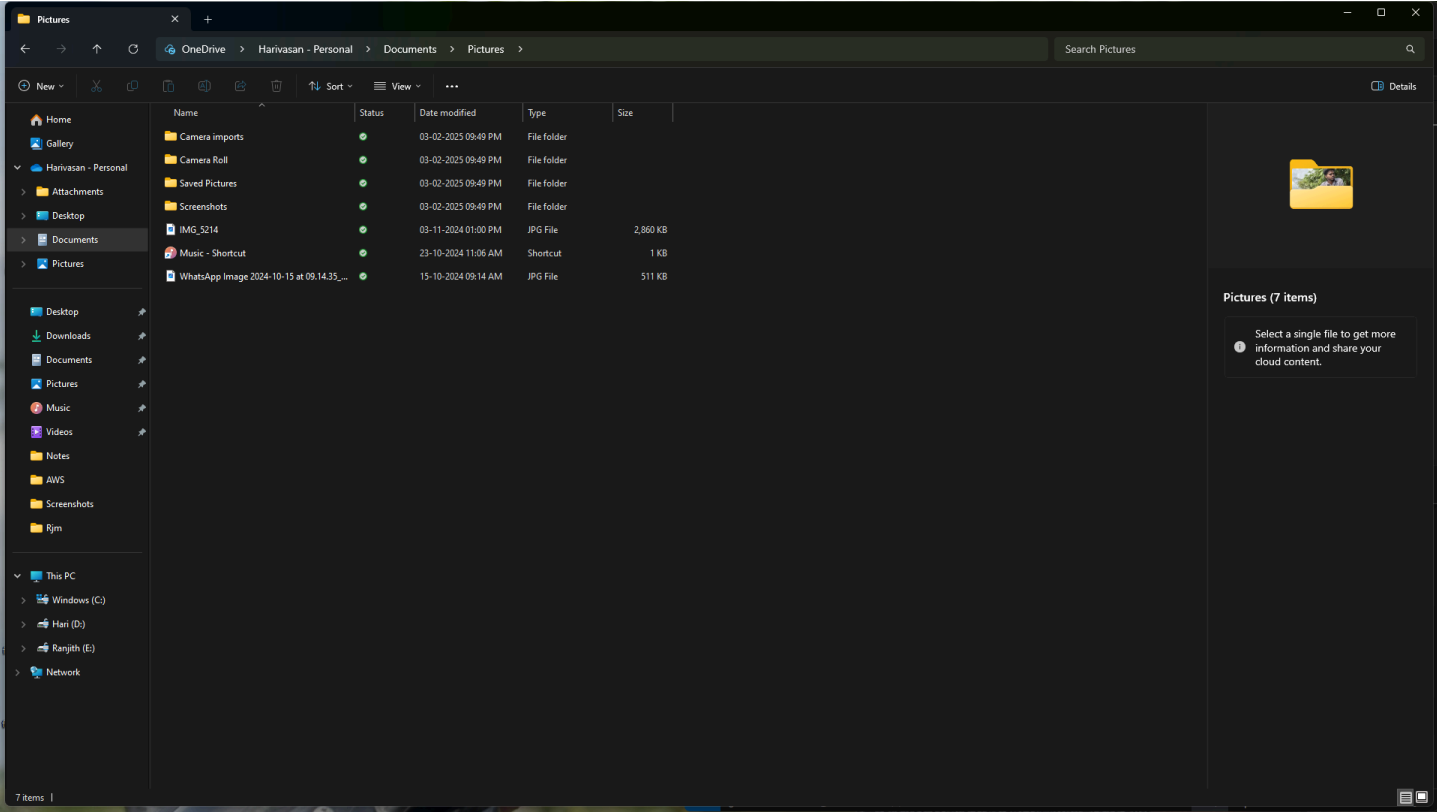 Pictures
OneDrive > Harivasan - Personal > Documents > Pictures >
Search Pictures
New
Sort
View
Details
Home
Gallery
Harivasan - Personal
Attachments
Desktop
Documents
Pictures
Desktop
Downloads
Documents
Pictures
Music
Videos
Notes
AWS
Screenshots
Rjm
This PC
Windows (C:)
Hari (D:)
Ranjith (E:)
Network
Name Status Date modified Type Size
Camera imports 03-02-2025 09:49 PM File folder
Camera Roll 03-02-2025 09:49 PM File folder
Saved Pictures 03-02-2025 09:49 PM File folder
Screenshots 03-02-2025 09:49 PM File folder
IMG_5214 03-11-2024 01:00 PM JPG File 2,860 KB
Music - Shortcut 23-10-2024 11:06 AM Shortcut 1 KB
WhatsApp Image 2024-10-15 at 09.14.35_... 15-10-2024 09:14 AM JPG File 511 KB
Pictures (7 items)
Select a single file to get more
information and share your
cloud content.
7 items